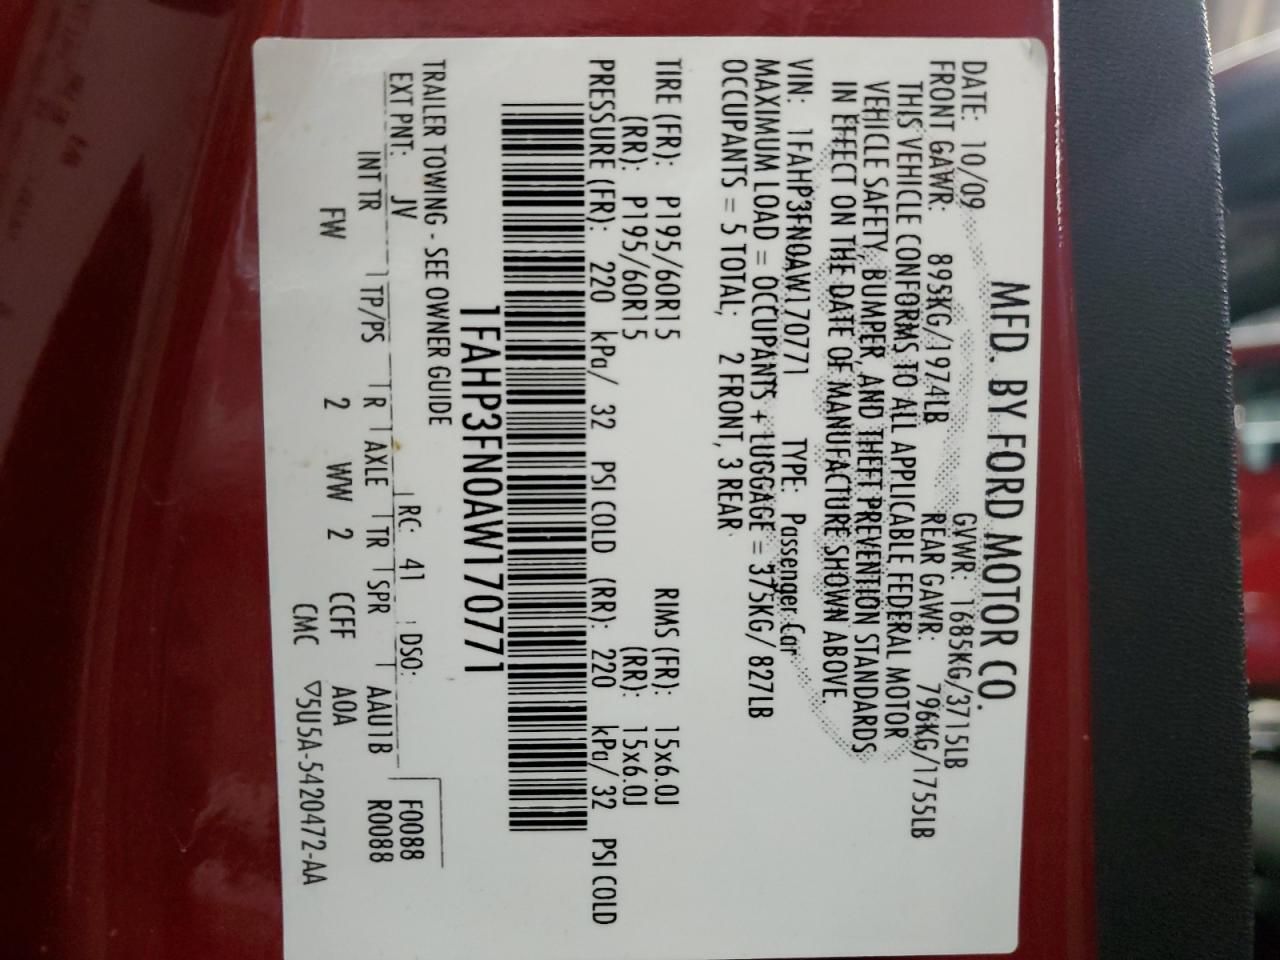 MFD. BY FORD MOTOR CO.
DATE: 10/09 GVWR: 1685KG/3715LB
FRONT GAWR: 895KG/1974LB REAR GAWR: 796KG/1755LB
THIS VEHICLE CONFORMS TO ALL APPLICABLE FEDERAL MOTOR
VEHICLE SAFETY, BUMPER, AND THEFT PREVENTION STANDARDS
IN EFFECT ON THE DATE OF MANUFACTURE SHOWN ABOVE.
VIN: 1FAHP3FN0AW170771 TYPE: Passenger Car
MAXIMUM LOAD = OCCUPANTS + LUGGAGE = 375KG/ 827LB
OCCUPANTS = 5 TOTAL, 2 FRONT, 3 REAR
TIRE (FR): P195/60R15 RIMS (FR): 15x6.0J
(RR): P195/60R15 (RR): 15x6.0J
PRESSURE (FR): 220 kPa/ 32 PSI COLD (RR): 220 kPa/ 32 PSI COLD
1FAHP3FN0AW170771
TRAILER TOWING - SEE OWNER GUIDE
F0088
EXT PNT: JV RC: 41 DSO: R0088
INT TR TP/PS R AXLE TR SPR AAU1B
FW 2 WW 2 CCFF A0A
CMC ▽5U5A-5420472-AA